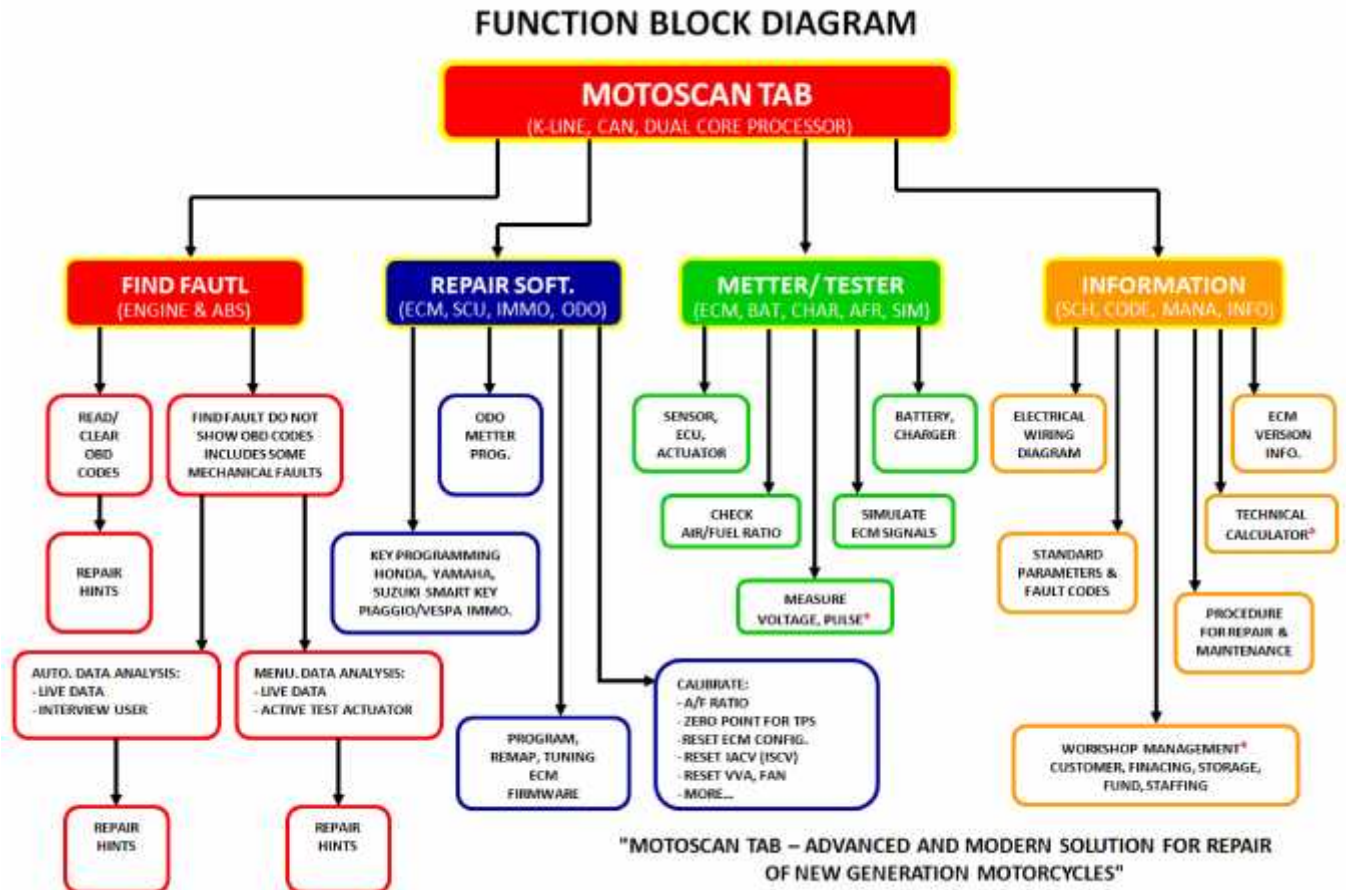 FUNCTION BLOCK DIAGRAM
MOTOSCAN TAB
(K-LINE, CAN, DUAL CORE PROCESSOR)
FIND FAUTL
(ENGINE & ABS)
REPAIR SOFT.
(ECM, SCU, IMMO, ODO)
METTER/ TESTER
(ECM, BAT, CHAR, AFR, SIM)
INFORMATION
(SCH, CODE, MANA, INFO)
READ/
CLEAR
OBD
CODES
FIND FAULT DO NOT
SHOW OBD CODES
INCLUDES SOME
MECHANICAL FAULTS
ODO
METTER
PROG.
SENSOR,
ECU,
ACTUATOR
BATTERY,
CHARGER
ELECTRICAL
WIRING
DIAGRAM
ECM
VERSION
INFO.
REPAIR
HINTS
KEY PROGRAMMING
HONDA, YAMAHA,
SUZUKI SMART KEY
PIAGGIO/VESPA IMMO.
CHECK
AIR/FUEL RATIO
SIMULATE
ECM SIGNALS
STANDARD
PARAMETERS &
FAULT CODES
TECHNICAL
CALCULATOR*
MEASURE
VOLTAGE, PULSE*
PROCEDURE
FOR REPAIR &
MAINTENANCE
AUTO. DATA ANALYSIS:
- LIVE DATA
- INTERVIEW USER
MENU. DATA ANALYSIS:
- LIVE DATA
- ACTIVE TEST ACTUATOR
PROGRAM,
REMAP, TUNING
ECM
FIRMWARE
CALIBRATE:
- A/F RATIO
- ZERO POINT FOR TPS
- RESET ECM CONFIG.
- RESET IACV (ISCV)
- RESET VVA, FAN
- MORE...
WORKSHOP MANAGEMENT*
CUSTOMER, FINACING, STORAGE,
FUND, STAFFING
REPAIR
HINTS
REPAIR
HINTS
"MOTOSCAN TAB – ADVANCED AND MODERN SOLUTION FOR REPAIR
OF NEW GENERATION MOTORCYCLES"